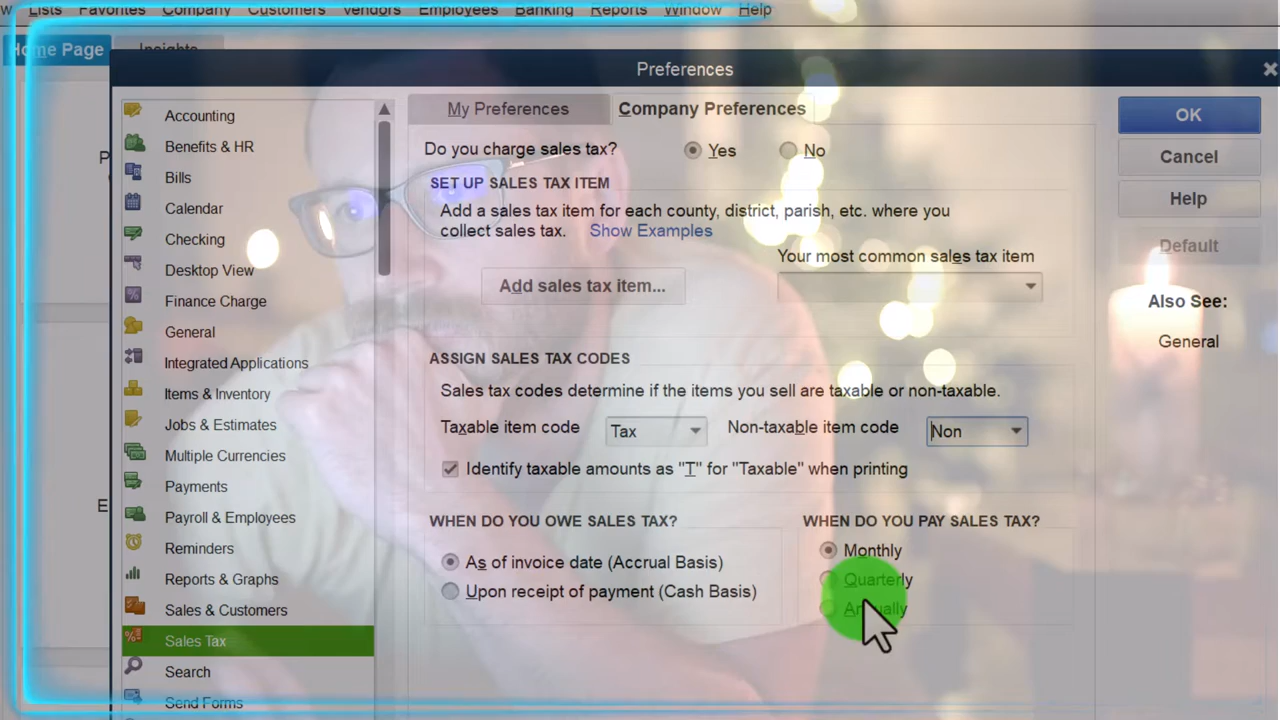 w Lists Favorites Company Customers Vendors Employees Banking Reports Window Help
Home Page Insights
Preferences
My Preferences Company Preferences
Accounting
Benefits & HR
Bills
Calendar
Checking
Desktop View
Finance Charge
General
Integrated Applications
Items & Inventory
Jobs & Estimates
Multiple Currencies
Payments
Payroll & Employees
Reminders
Reports & Graphs
Sales & Customers
Sales Tax
Search
Send Forms
Do you charge sales tax? Yes No
SET UP SALES TAX ITEM
Add a sales tax item for each county, district, parish, etc. where you
collect sales tax. Show Examples
Your most common sales tax item
Add sales tax item...
ASSIGN SALES TAX CODES
Sales tax codes determine if the items you sell are taxable or non-taxable.
Taxable item code Tax Non-taxable item code Non
Identify taxable amounts as "T" for "Taxable" when printing
WHEN DO YOU OWE SALES TAX?
As of invoice date (Accrual Basis)
Upon receipt of payment (Cash Basis)
WHEN DO YOU PAY SALES TAX?
Monthly
Quarterly
Annually
OK
Cancel
Help
Default
Also See:
General
P
E